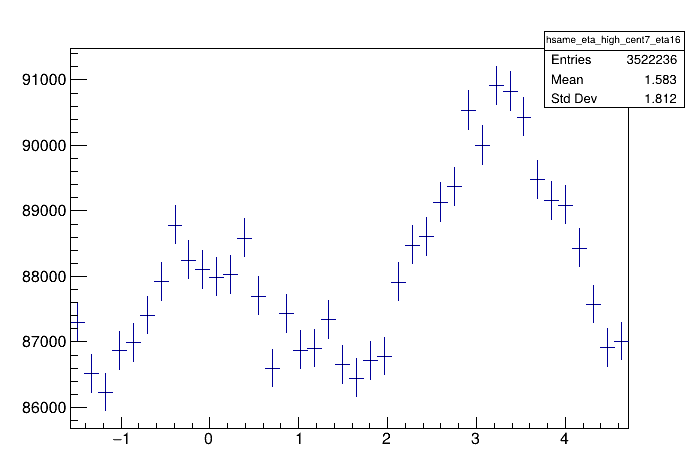 hsame_eta_high_cent7_eta16
Entries 3522236
Mean 1.583
Std Dev 1.812
91000
90000
89000
88000
87000
86000
−1 0 1 2 3 4